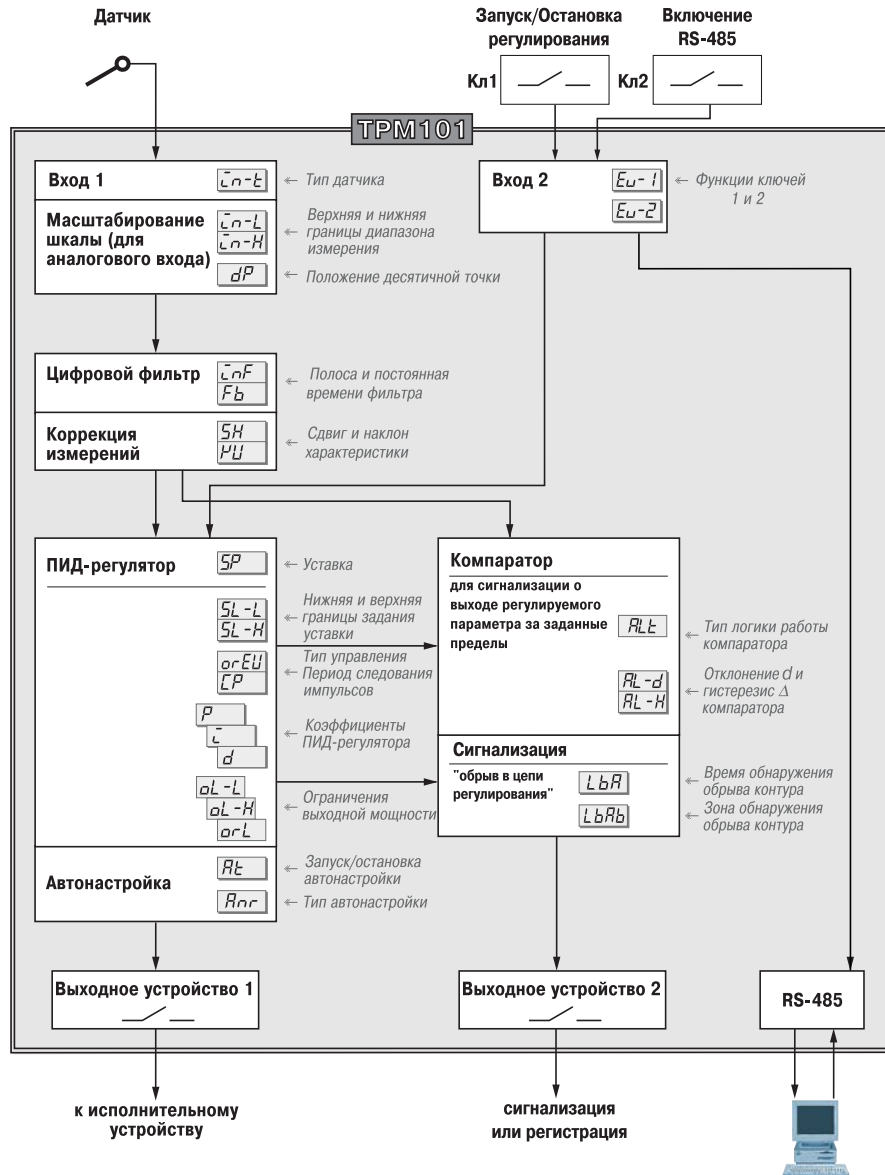 Датчик
Запуск/Остановка
регулирования
Включение
RS-485
Кл1
Кл2
ТРМ101
Вход 1
in-t
Тип датчика
Масштабирование
шкалы (для
аналогового входа)
in-L
in-H
Верхняя и нижняя
границы диапазона
измерения
dP
Положение десятичной точки
Вход 2
Ev-1
Ev-2
Функции ключей
1 и 2
Цифровой фильтр
inF
Fb
Полоса и постоянная
времени фильтра
Коррекция
измерений
SH
KU
Сдвиг и наклон
характеристики
ПИД-регулятор
SP
Уставка
SL-L
SL-H
Нижняя и верхняя
границы задания
уставки
orEU
CP
Тип управления
Период следования
импульсов
P
i
d
Коэффициенты
ПИД-регулятора
oL-L
oL-H
orL
Ограничения
выходной мощности
Автонастройка
At
Запуск/остановка
автонастройки
Anr
Тип автонастройки
Компаратор
для сигнализации о
выходе регулируемого
параметра за заданные
пределы
ALt
Тип логики работы
компаратора
AL-d
AL-H
Отклонение d и
гистерезис Δ
компаратора
Сигнализация
"обрыв в цепи
регулирования"
LbA
Время обнаружения
обрыва контура
LbAb
Зона обнаружения
обрыва контура
Выходное устройство 1
Выходное устройство 2
RS-485
к исполнительному
устройству
сигнализация
или регистрация